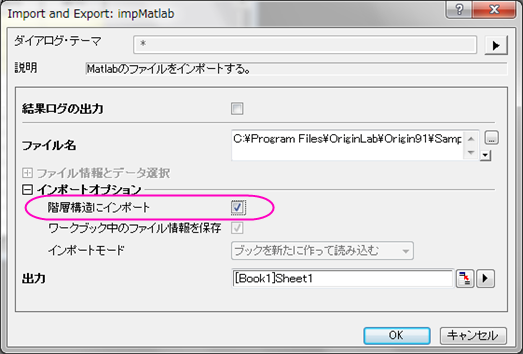 Import and Export: impMatlab
ダイアログ・テーマ *
説明 Matlabのファイルをインポートする。
結果ログの出力
ファイル名 C:¥Program Files¥OriginLab¥Origin91¥Samp ...
ファイル情報とデータ選択
インポートオプション
階層構造にインポート
ワークブック中のファイル情報を保存
インポートモード ブックを新たに作って読み込む
出力 [Book1]Sheet1
OK キャンセル